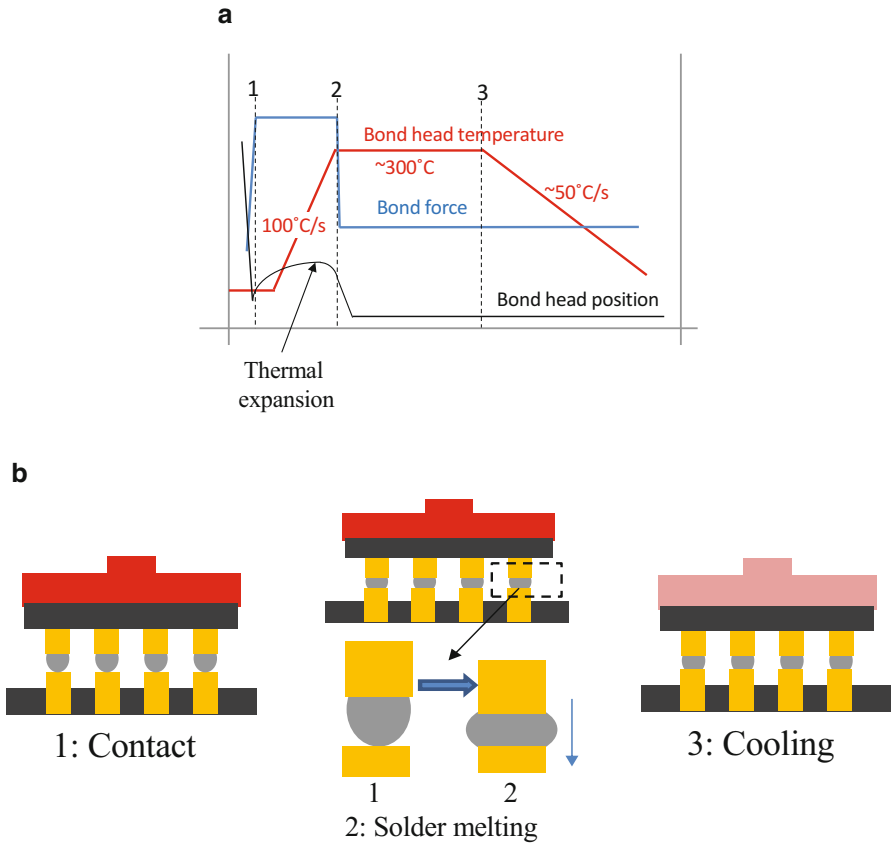 a
1
2
3
Bond head temperature
~300˚C
~50˚C/s
100˚C/s
Bond force
Bond head position
Thermal
expansion
b
1: Contact
1
2
2: Solder melting
3: Cooling